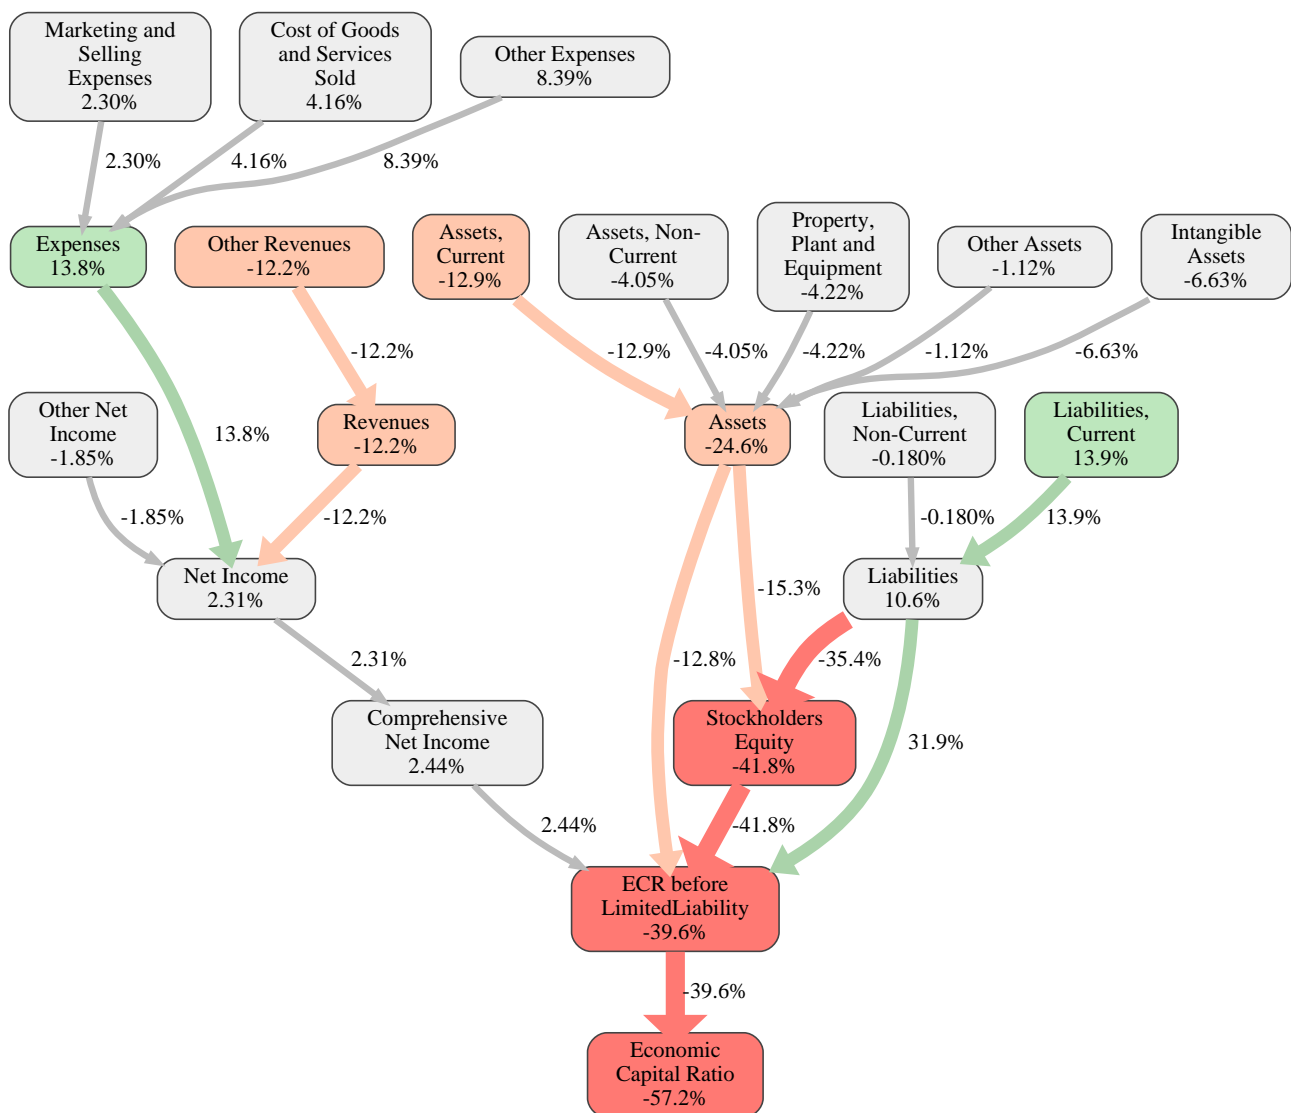 Marketing and
Selling
Expenses
2.30%
Cost of Goods
and Services
Sold
4.16%
Other Expenses
8.39%
2.30%
4.16%
8.39%
Expenses
13.8%
Other Revenues
-12.2%
Assets,
Current
-12.9%
Assets, Non-
Current
-4.05%
Property,
Plant and
Equipment
-4.22%
Other Assets
-1.12%
Intangible
Assets
-6.63%
-12.2%
-12.9%
-4.05%
-4.22%
-1.12%
-6.63%
Other Net
Income
-1.85%
13.8%
Revenues
-12.2%
Assets
-24.6%
Liabilities,
Non-Current
-0.180%
Liabilities,
Current
13.9%
-1.85%
-12.2%
-0.180%
13.9%
Net Income
2.31%
-15.3%
Liabilities
10.6%
2.31%
-12.8%
-35.4%
Comprehensive
Net Income
2.44%
Stockholders
Equity
-41.8%
31.9%
2.44%
-41.8%
ECR before
LimitedLiability
-39.6%
-39.6%
Economic
Capital Ratio
-57.2%